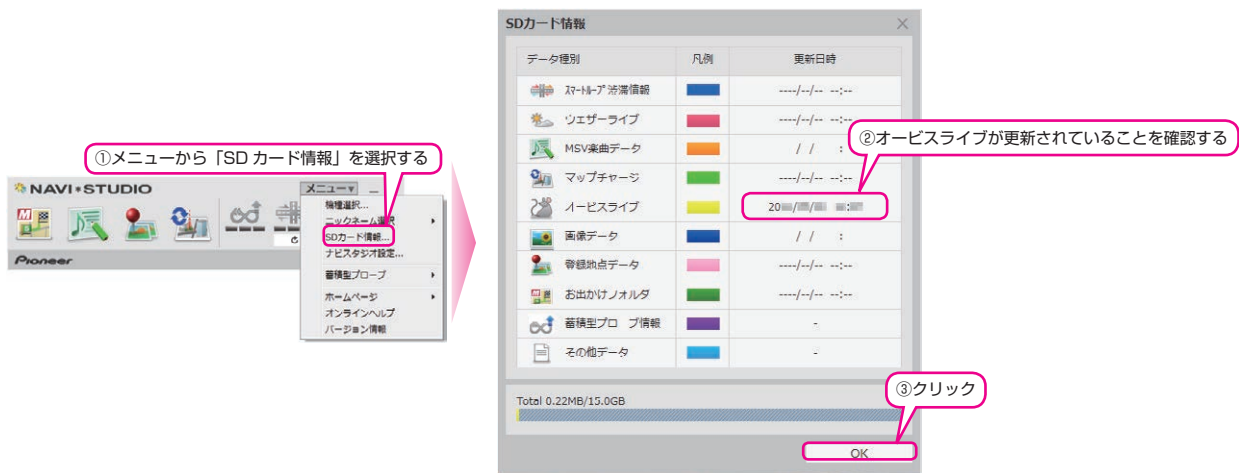 ①メニューから「SD カード情報」を選択する
NAVI*STUDIO
メニュー▼
機種選択...
ニックネーム選択
SDカード情報...
ナビスタジオ設定...
蓄積型プローブ
ホームページ
オンラインヘルプ
バージョン情報
Pioneer
SDカード情報
データ種別 凡例 更新日時
スマートループ渋滞情報 ----/--/-- --:--
ウェザーライブ ----/--/-- --:--
MSV楽曲データ / / :
マップチャージ ----/--/-- --:--
オービスライブ 20
画像データ / / :
登録地点データ ----/--/-- --:--
お出かけフォルダ ----/--/-- --:--
蓄積型プロ ブ情報 -
その他データ -
②オービスライブが更新されていることを確認する
Total 0.22MB/15.0GB
③クリック
OK